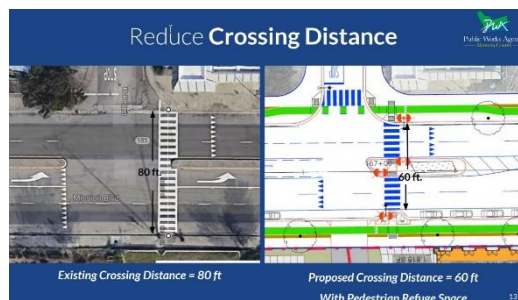 Reduce Crossing Distance
Public Works Agency
80 ft.
60 ft.
Existing Crossing Distance = 80 ft
Proposed Crossing Distance = 60 ft
With Pedestrian Refuge Space
13